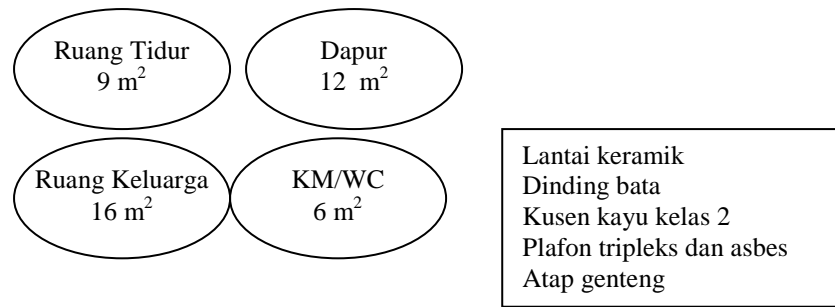 Ruang Tidur
9 m²
Dapur
12 m²
Ruang Keluarga
16 m²
KM/WC
6 m²
Lantai keramik
Dinding bata
Kusen kayu kelas 2
Plafon tripleks dan asbes
Atap genteng